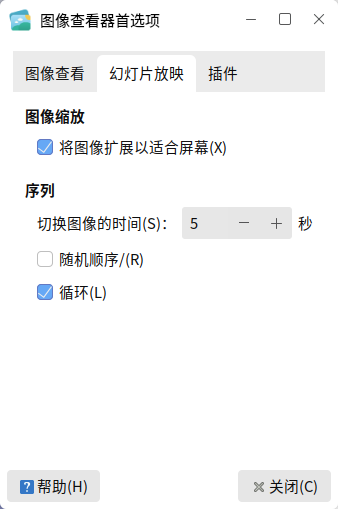 图像查看器首选项
图像查看 幻灯片放映 插件
图像缩放
将图像扩展以适合屏幕(X)
序列
切换图像的时间(S)： 5 秒
随机顺序/(R)
循环(L)
帮助(H) 关闭(C)